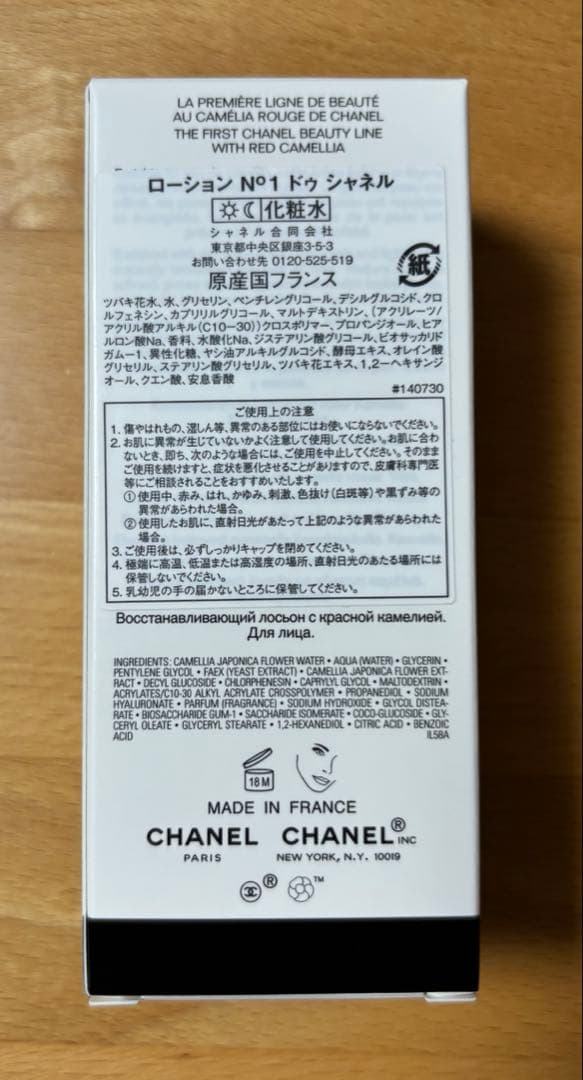 LA PREMIÈRE LIGNE DE BEAUTÉ
AU CAMÉLIA ROUGE DE CHANEL
THE FIRST CHANEL BEAUTY LINE
WITH RED CAMELLIA
ローション Nº1 ドゥ シャネル
化粧水
シャネル合同会社
東京都中央区銀座3-5-3
お問い合わせ先 0120-525-519
紙
原産国フランス
ツバキ花水、水、グリセリン、ペンチレングリコール、デシルグルコシド、クロ
ルフェネシン、カプリリルグリコール、マルトデキストリン、(アクリレーツ/
アクリル酸アルキル(C10-30))クロスポリマー、プロパンジオール、ヒア
ルロン酸Na、香料、水酸化Na、ジステアリン酸グリコール、ビオサッカリド
ガム-1、異性化糖、ヤシ油アルキルグルコシド、酵母エキス、オレイン酸
グリセリル、ステアリン酸グリセリル、ツバキ花エキス、1,2-ヘキサンジ
オール、クエン酸、安息香酸
#140730
ご使用上の注意
1. 傷やはれもの、湿しん等、異常のある部位にはお使いにならないでください。
2. お肌に異常が生じていないかよく注意して使用してください。お肌に合わ
ないとき、即ち、次のような場合には、ご使用を中止してください。そのまま
ご使用を続けますと、症状を悪化させることがありますので、皮膚科専門医
等にご相談されることをおすすめいたします。
① 使用中、赤み、はれ、かゆみ、刺激、色抜け(白斑等)や黒ずみ等の
異常があらわれた場合。
② 使用したお肌に、直射日光があたって上記のような異常があらわれた
場合。
3. ご使用後は、必ずしっかりキャップを閉めてください。
4. 極端に高温、低温または高湿度の場所、直射日光のあたる場所には
保管しないでください。
5. 乳幼児の手の届かないところに保管してください。
Восстанавливающий лосьон с красной камелией.
Для лица.
INGREDIENTS: CAMELLIA JAPONICA FLOWER WATER • AQUA (WATER) • GLYCERIN •
PENTYLENE GLYCOL • FAEX (YEAST EXTRACT) • CAMELLIA JAPONICA FLOWER EXT-
RACT • DECYL GLUCOSIDE • CHLORPHENESIN • CAPRYLYL GLYCOL • MALTODEXTRIN •
ACRYLATES/C10-30 ALKYL ACRYLATE CROSSPOLYMER • PROPANEDIOL • SODIUM
HYALURONATE • PARFUM (FRAGRANCE) • SODIUM HYDROXIDE • GLYCOL DISTEA-
RATE • BIOSACCHARIDE GUM-1 • SACCHARIDE ISOMERATE • COCO-GLUCOSIDE • GLY-
CERYL OLEATE • GLYCERYL STEARATE • 1,2-HEXANEDIOL • CITRIC ACID • BENZOIC
ACID IL58A
18 M
MADE IN FRANCE
CHANEL CHANEL® INC
PARIS NEW YORK, N.Y. 10019
® ™